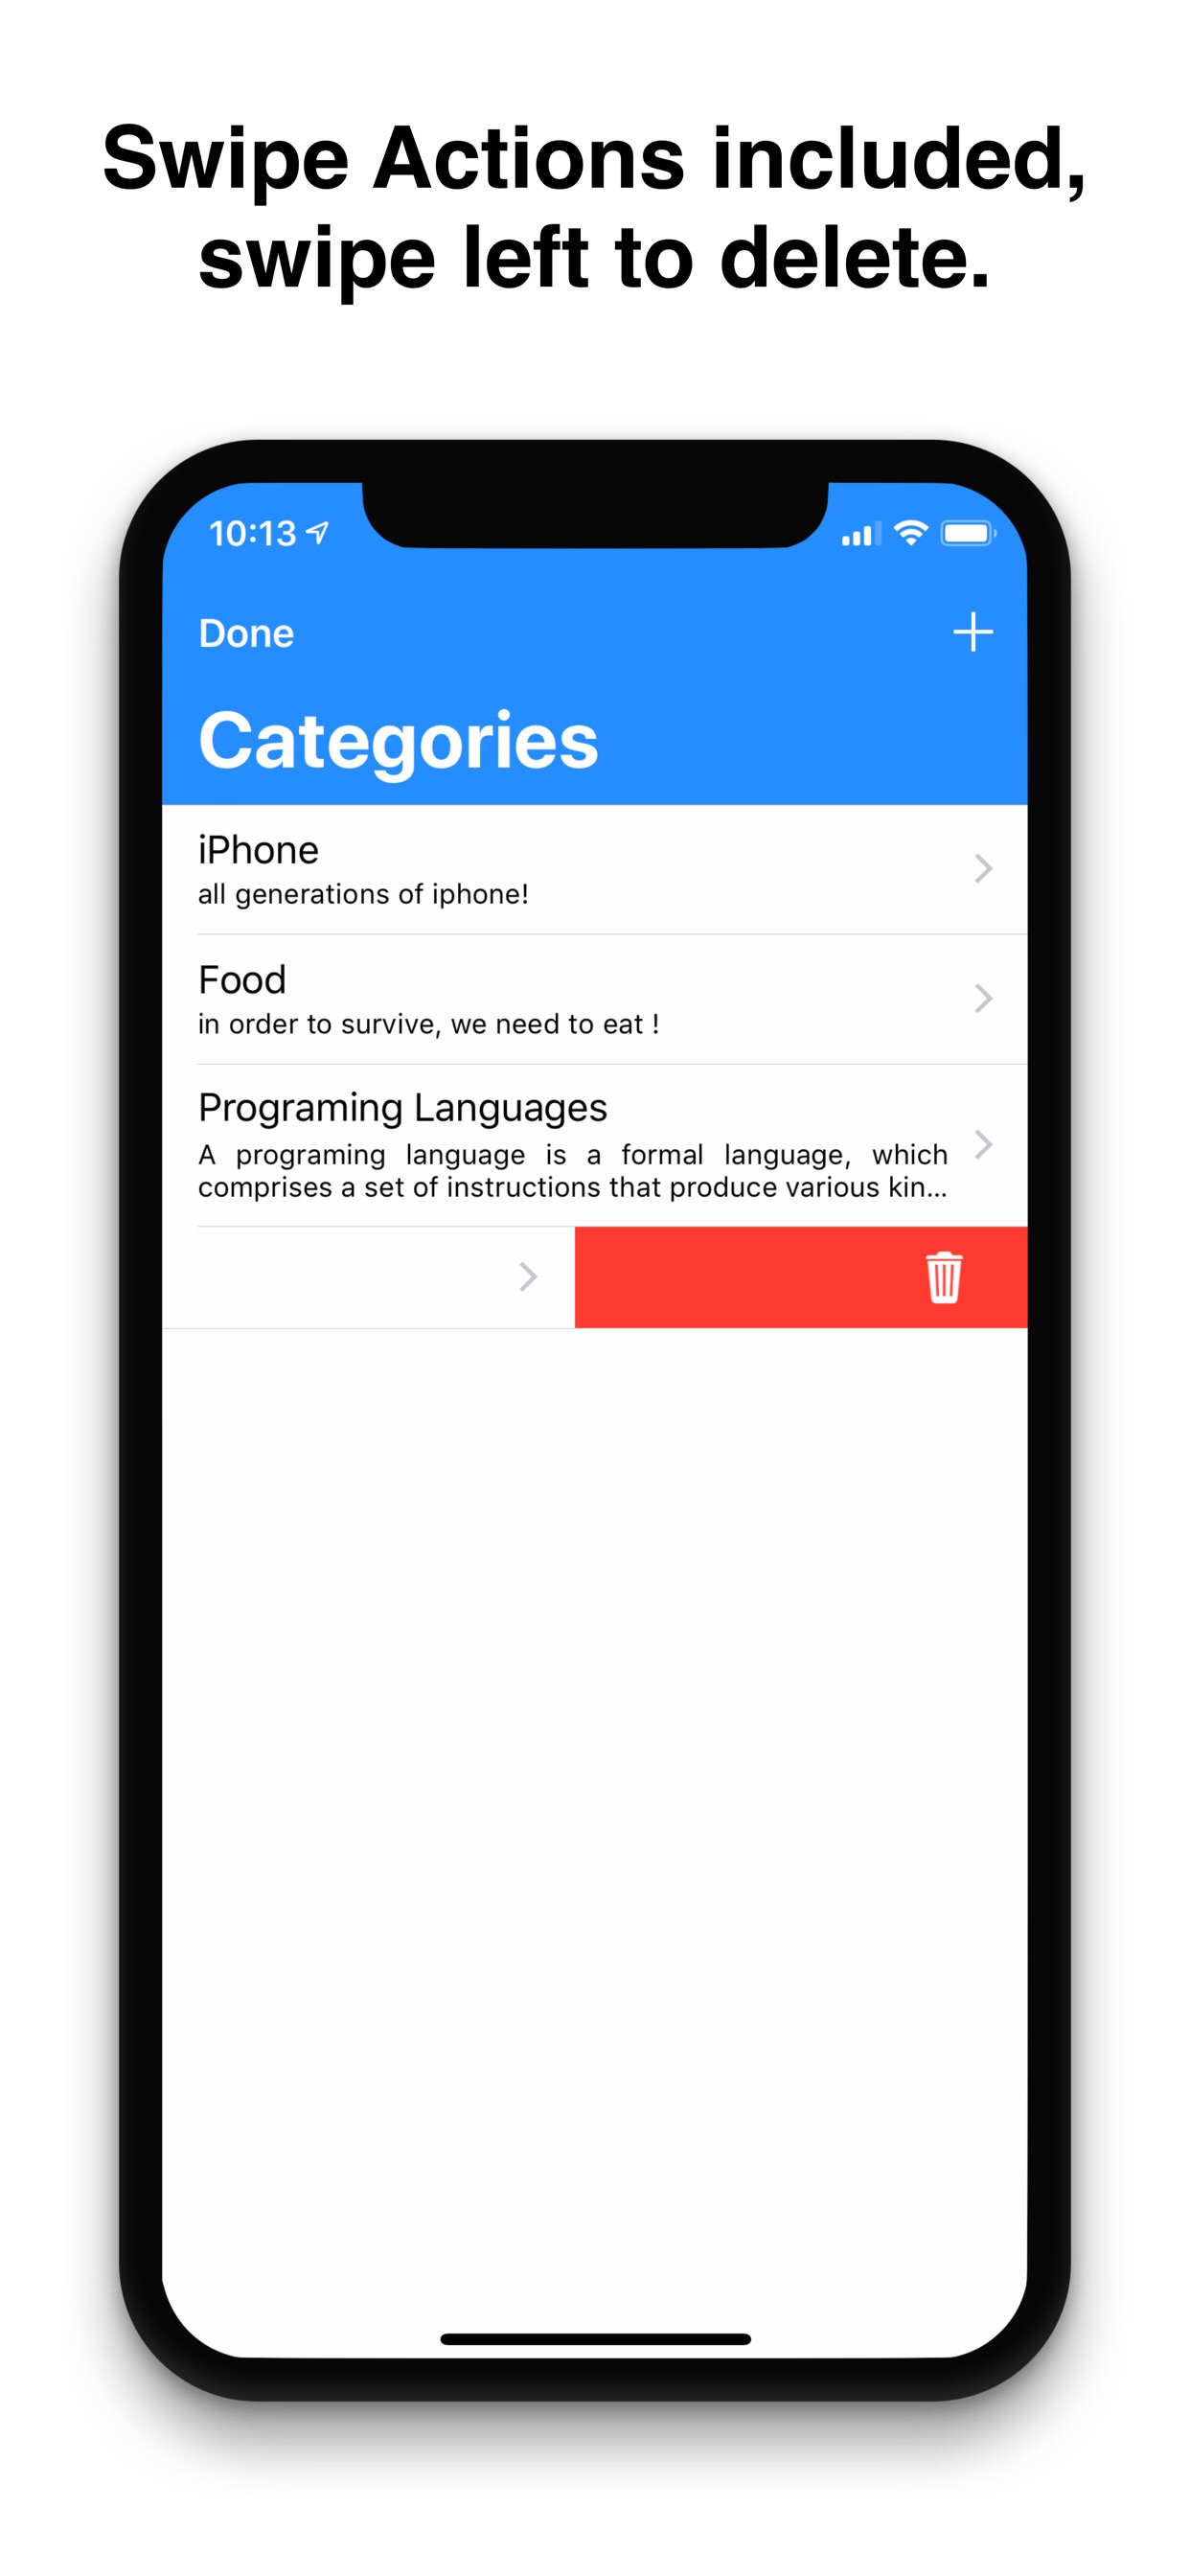 Swipe Actions included,
swipe left to delete.
10:13
Done
Categories
iPhone
all generations of iphone!
Food
in order to survive, we need to eat !
Programing Languages
A programing language is a formal language, which
comprises a set of instructions that produce various kin...